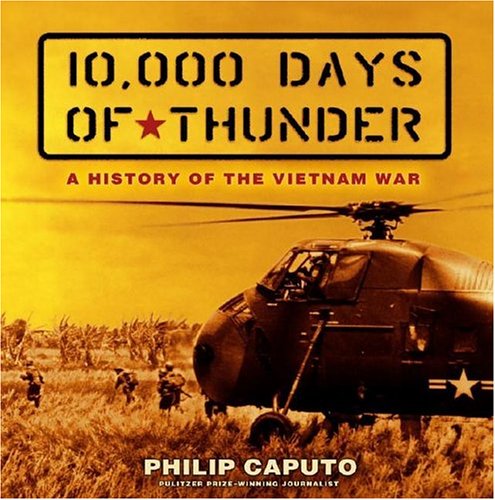 10,000 DAYS
OF★THUNDER
A HISTORY OF THE VIETNAM WAR
PHILIP CAPUTO
PULITZER PRIZE-WINNING JOURNALIST